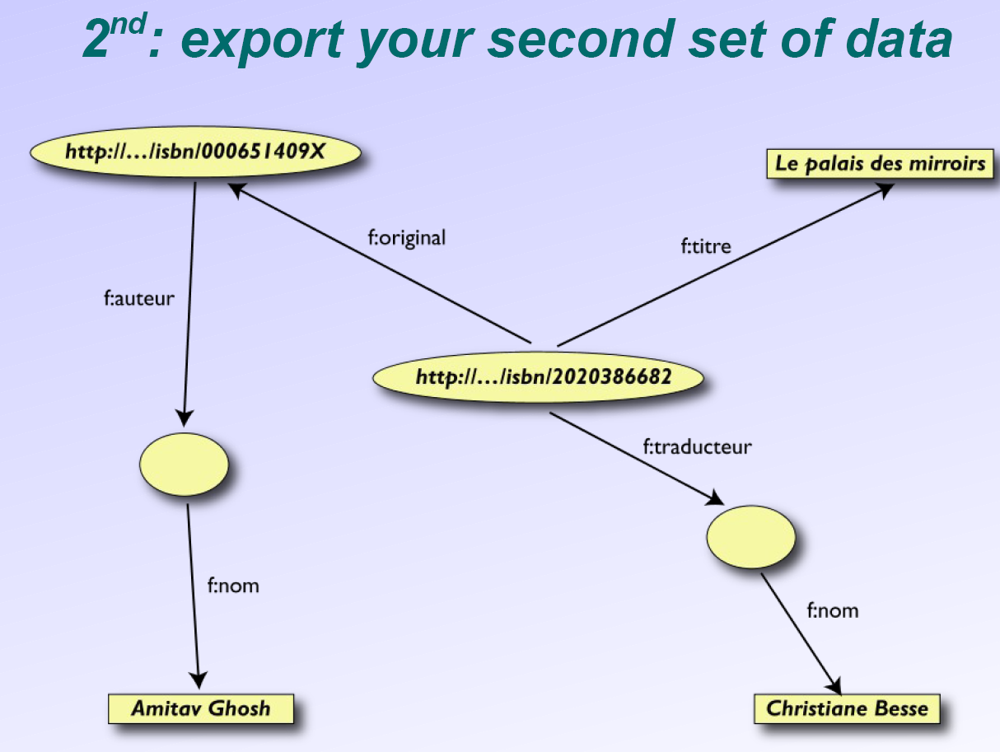 2nd: export your second set of data
http://…/isbn/000651409X
Le palais des mirroirs
f:original
f:titre
f:auteur
http://…/isbn/2020386682
f:traducteur
f:nom
f:nom
Amitav Ghosh
Christiane Besse